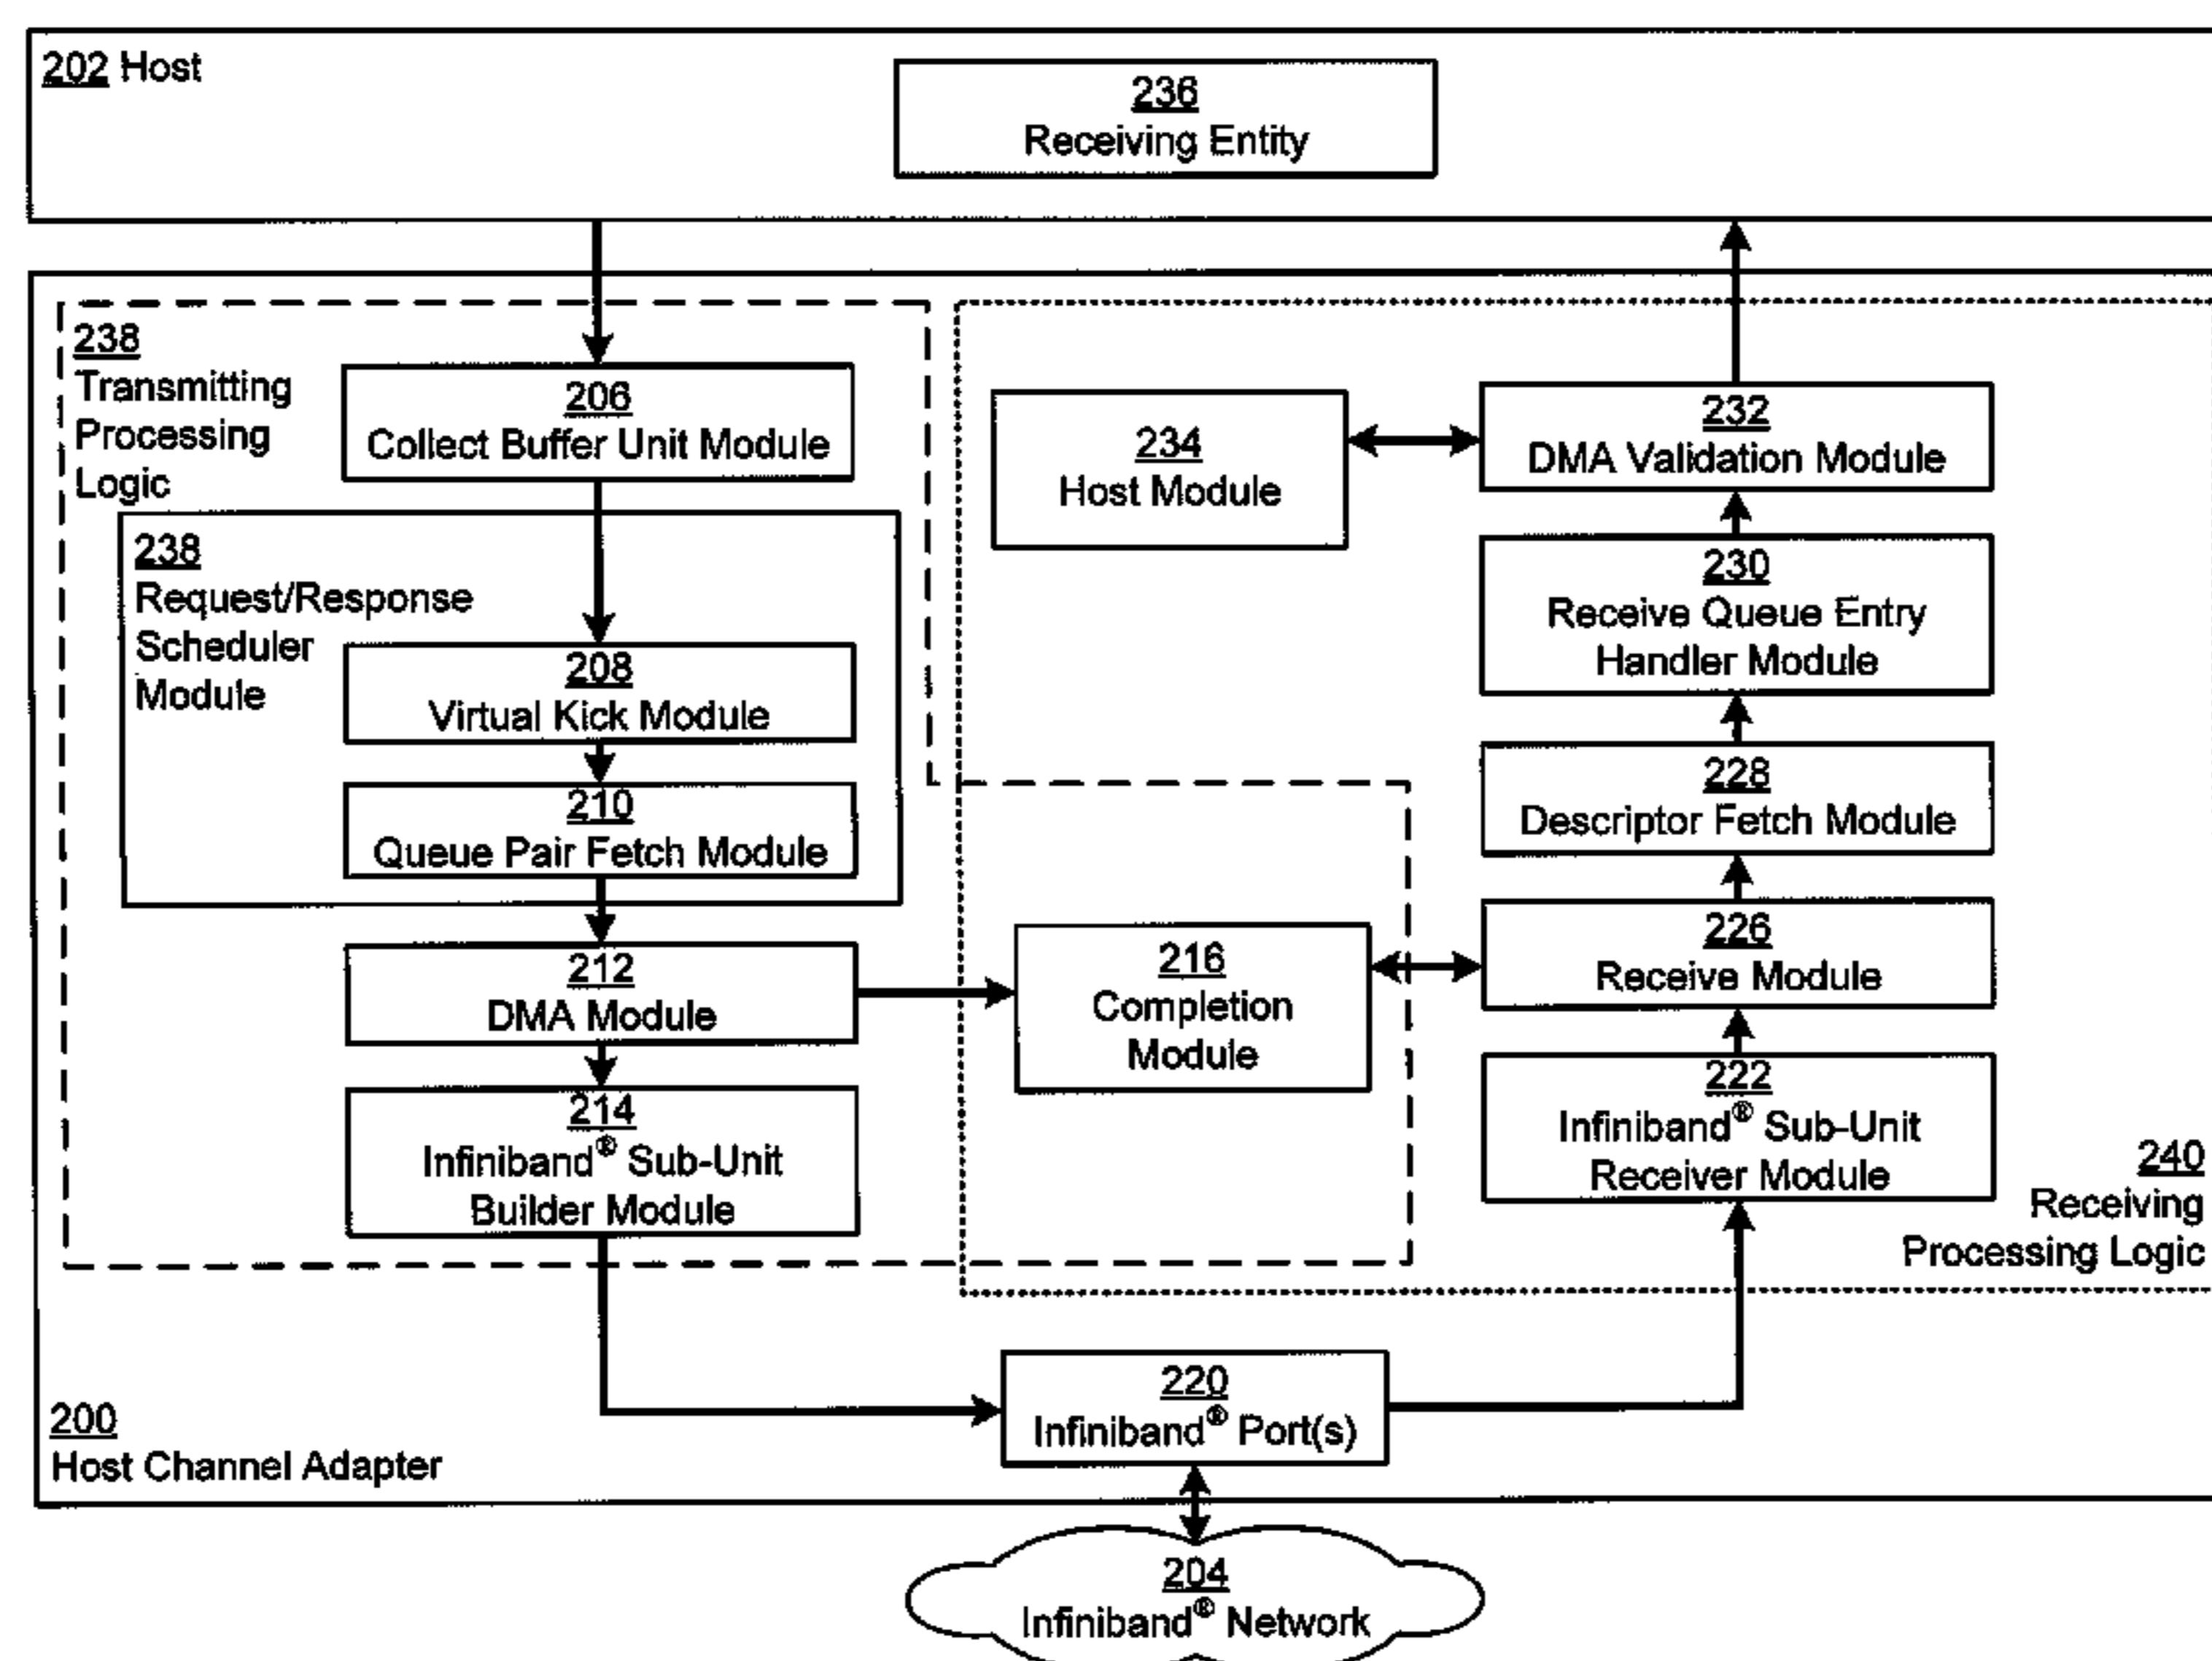 202 Host
236
Receiving Entity
238
Transmitting
Processing
Logic
206
Collect Buffer Unit Module
238
Request/Response
Scheduler
Module
208
Virtual Kick Module
210
Queue Pair Fetch Module
212
DMA Module
214
Infiniband® Sub-Unit
Builder Module
234
Host Module
216
Completion
Module
232
DMA Validation Module
230
Receive Queue Entry
Handler Module
228
Descriptor Fetch Module
226
Receive Module
222
Infiniband® Sub-Unit
Receiver Module
240
Receiving
Processing Logic
220
Infiniband® Port(s)
200
Host Channel Adapter
204
Infiniband® Network